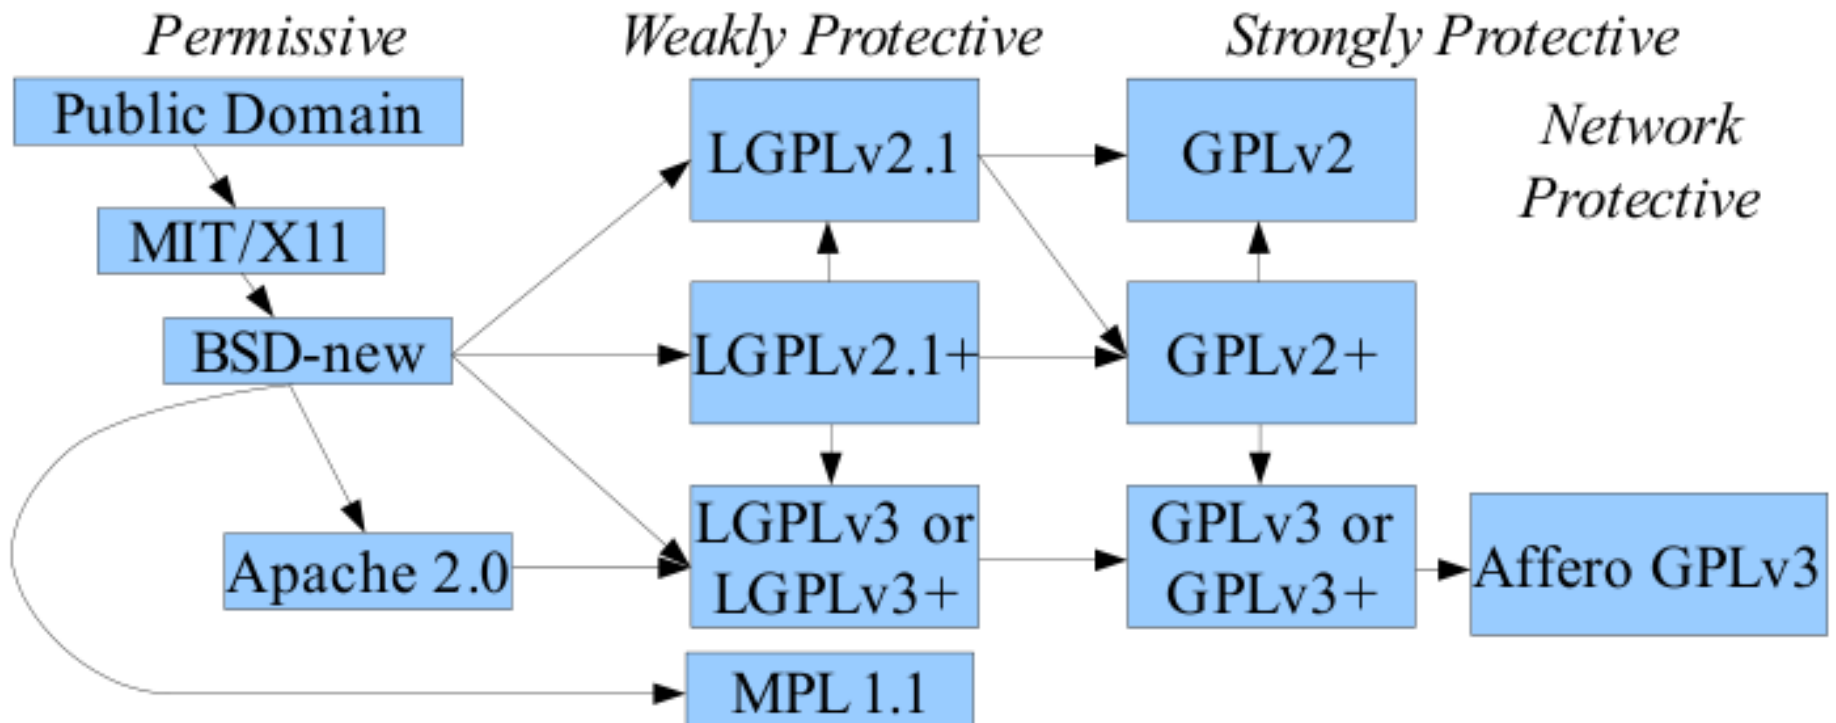 Permissive
Weakly Protective
Strongly Protective
Public Domain
MIT/X11
BSD-new
Apache 2.0
LGPLv2.1
LGPLv2.1+
LGPLv3 or
LGPLv3+
MPL 1.1
GPLv2
GPLv2+
GPLv3 or
GPLv3+
Network
Protective
Affero GPLv3